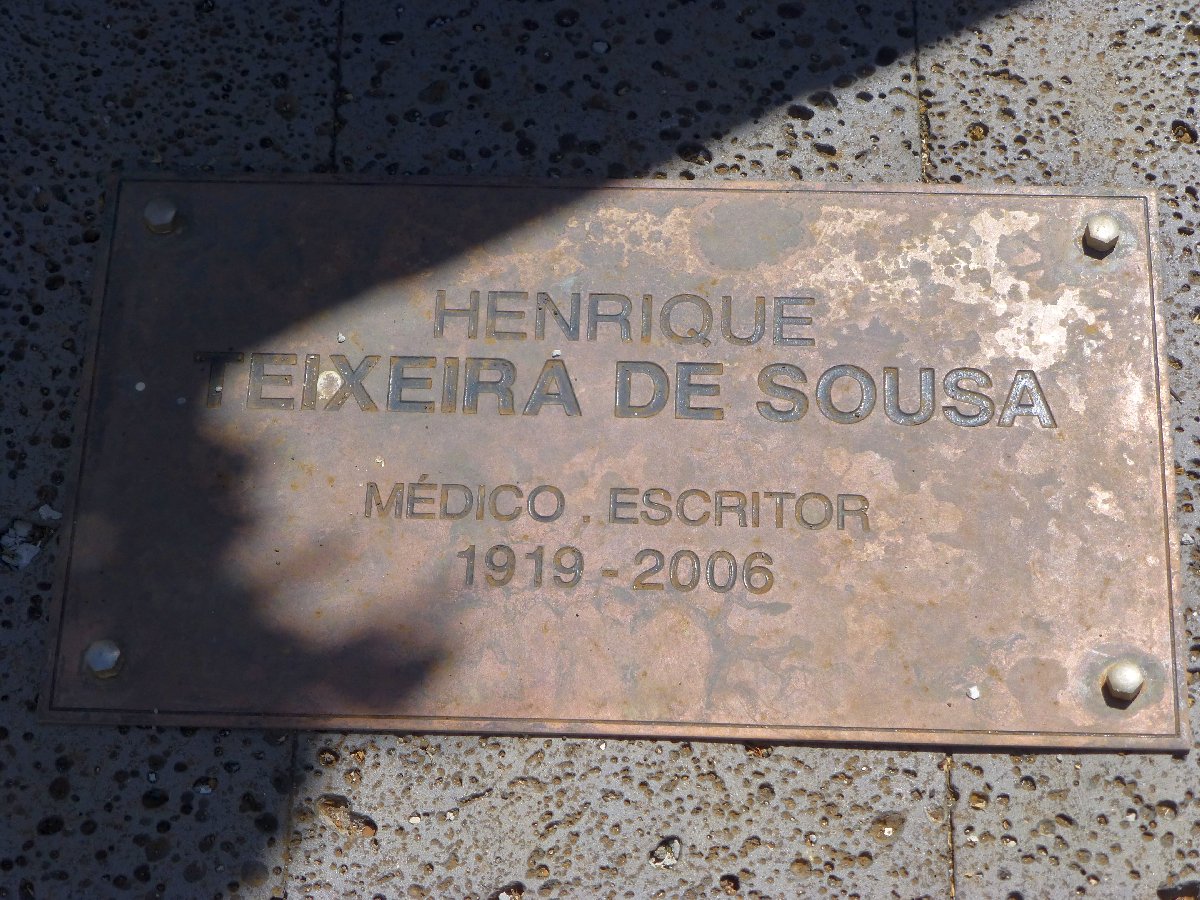 HENRIQUE
TEIXEIRA DE SOUSA
MÉDICO . ESCRITOR
1919 - 2006